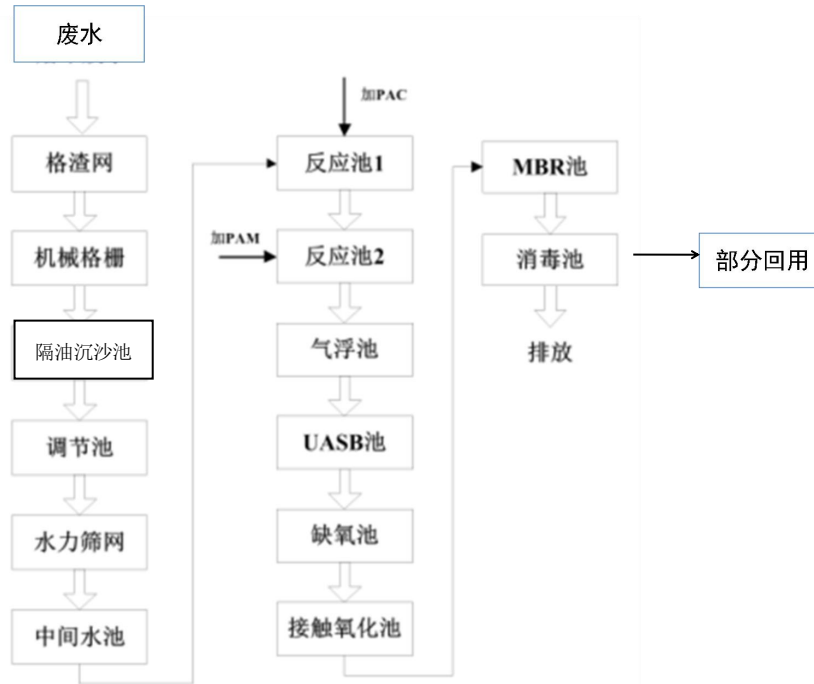 废水
格渣网
机械格栅
隔油沉沙池
调节池
水力筛网
中间水池
加PAC
反应池1
加PAM
反应池2
气浮池
UASB池
缺氧池
接触氧化池
MBR池
消毒池
部分回用
排放